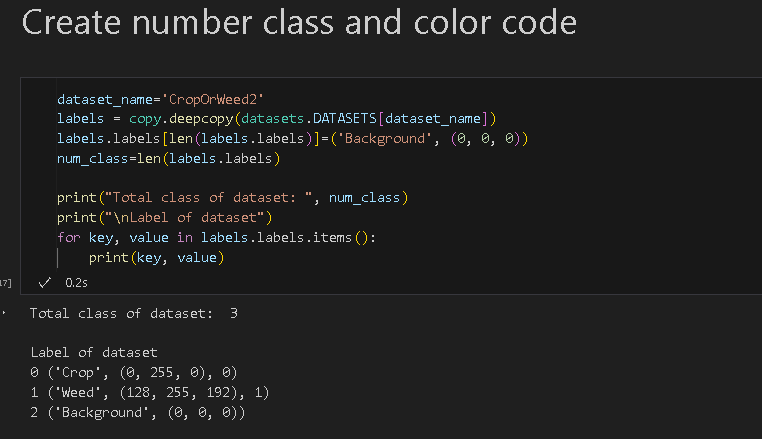 Create number class and color code
dataset_name='CropOrWeed2'
labels = copy.deepcopy(datasets.DATASETS[dataset_name])
labels.labels[len(labels.labels)]=('Background', (0, 0, 0))
num_class=len(labels.labels)
print("Total class of dataset: ", num_class)
print("\nLabel of dataset")
for key, value in labels.labels.items():
    print(key, value)
17]
✓ 0.2s
Total class of dataset:  3
Label of dataset
0 ('Crop', (0, 255, 0), 0)
1 ('Weed', (128, 255, 192), 1)
2 ('Background', (0, 0, 0))